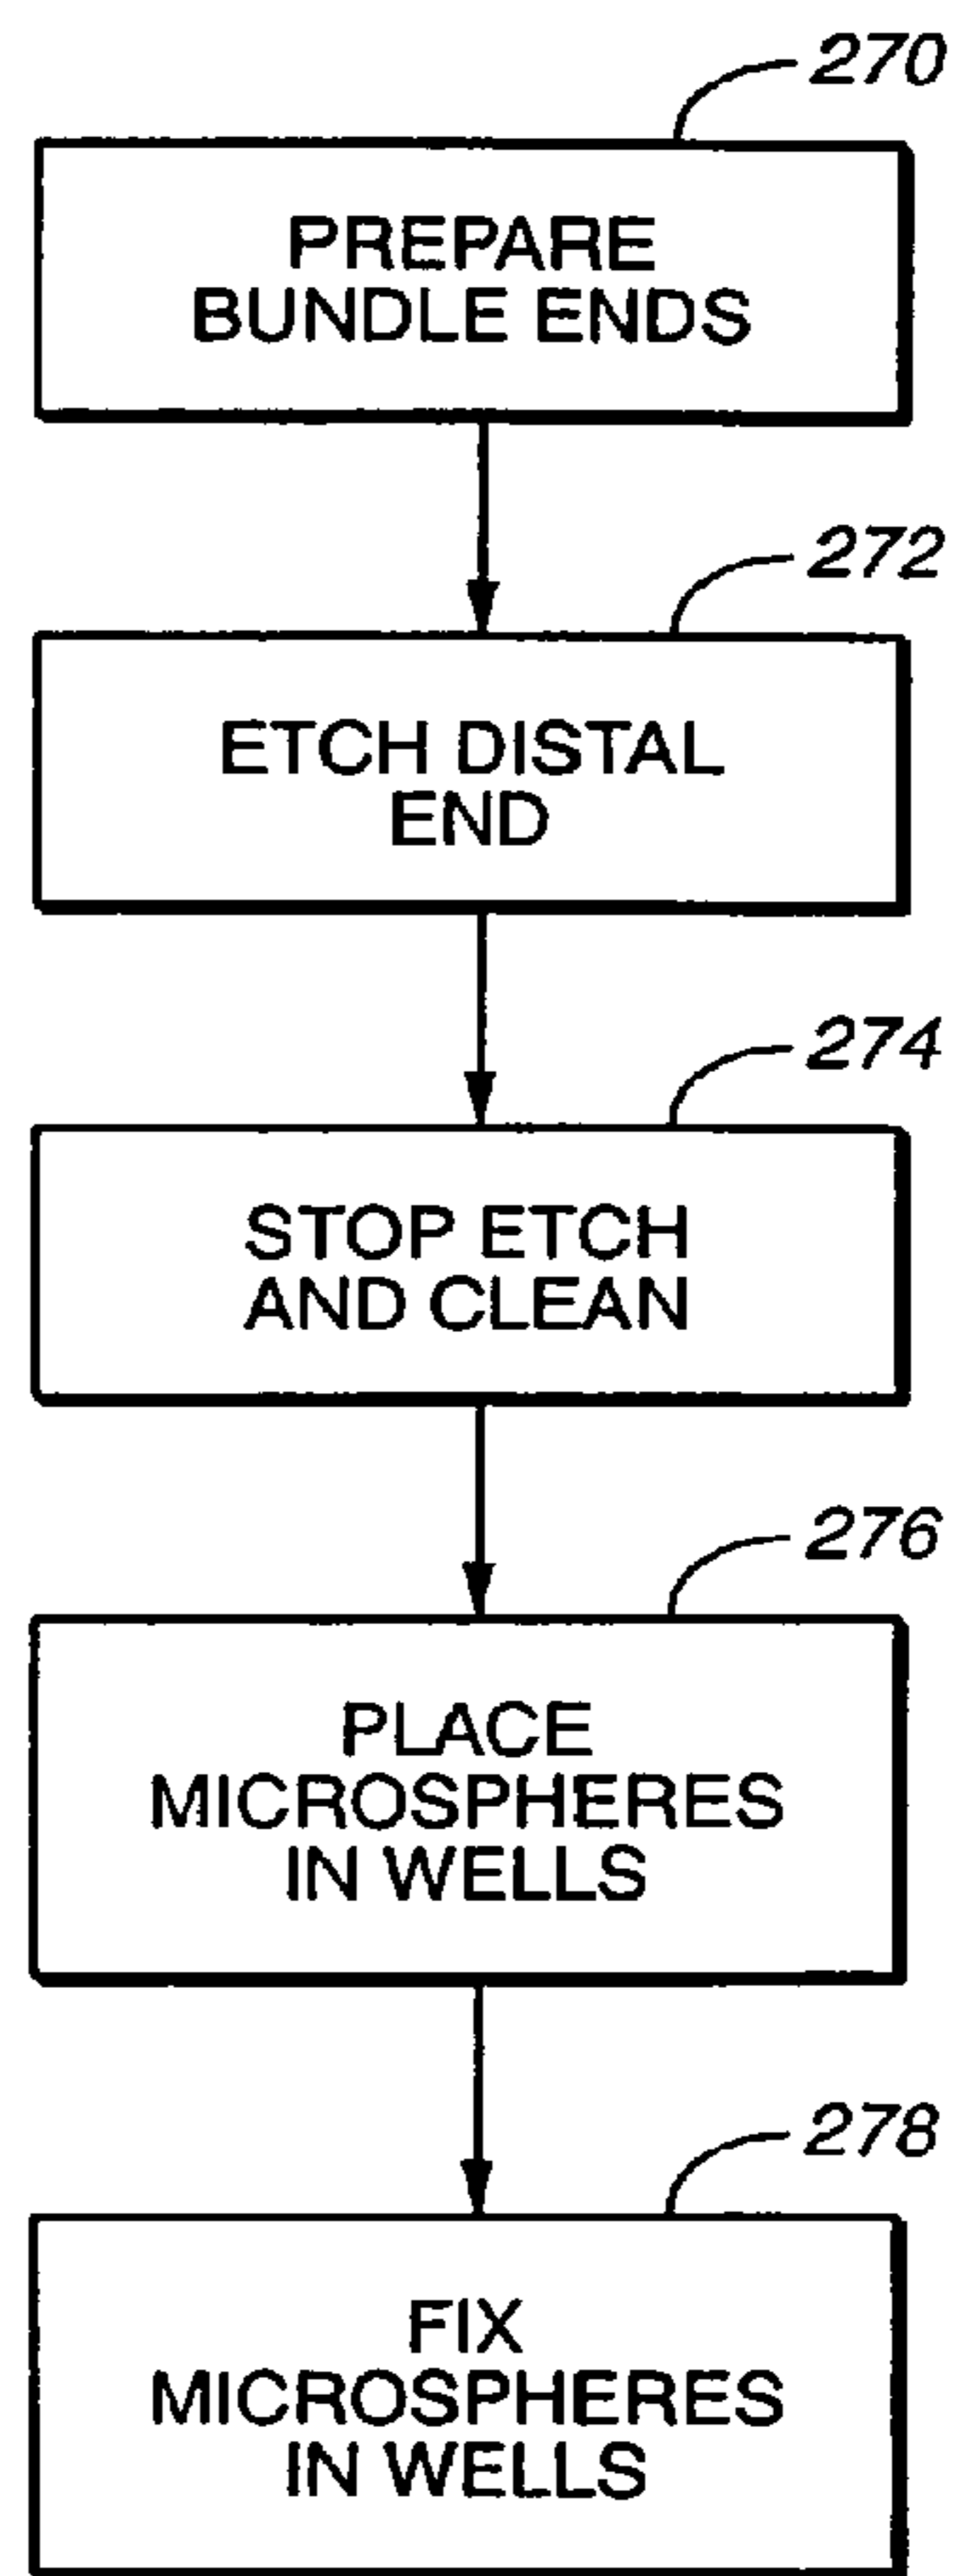 270
PREPARE
BUNDLE ENDS
272
ETCH DISTAL
END
274
STOP ETCH
AND CLEAN
276
PLACE
MICROSPHERES
IN WELLS
278
FIX
MICROSPHERES
IN WELLS